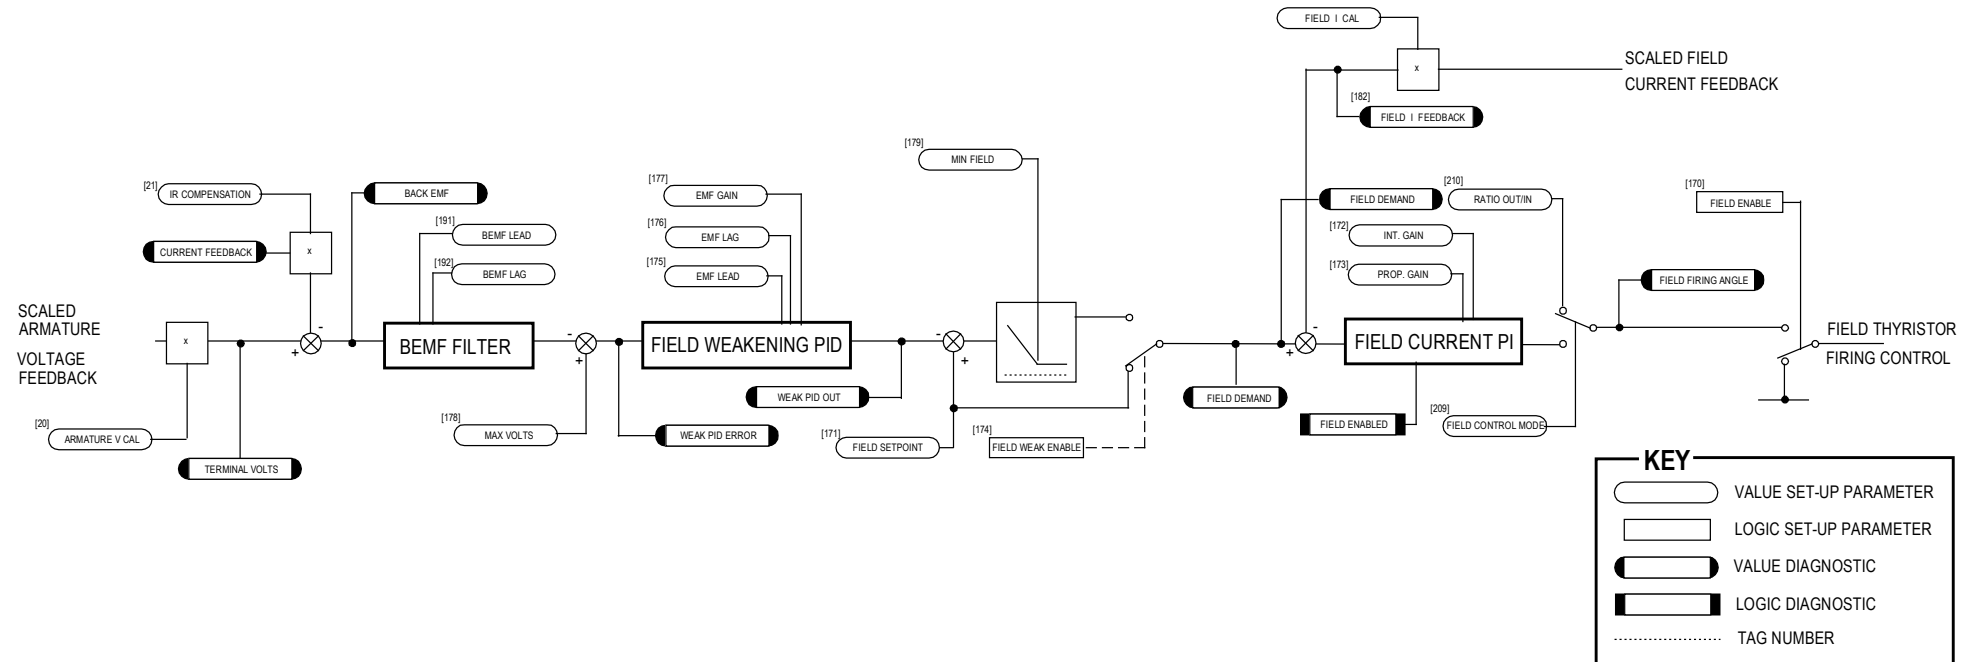 FIELD I CAL
x
SCALED FIELD
CURRENT FEEDBACK
[182]
FIELD I FEEDBACK
[179]
MIN FIELD
[21]
IR COMPENSATION
BACK EMF
[177]
EMF GAIN
[191]
BEMF LEAD
[176]
EMF LAG
[192]
BEMF LAG
[175]
EMF LEAD
CURRENT FEEDBACK
x
FIELD DEMAND
[210]
RATIO OUT/IN
[172]
INT. GAIN
[173]
PROP. GAIN
[170]
FIELD ENABLE
FIELD FIRING ANGLE
SCALED
ARMATURE
VOLTAGE
FEEDBACK
x
-
+
BEMF FILTER
-
+
FIELD WEAKENING PID
-
+
-
+
FIELD CURRENT PI
FIELD THYRISTOR
FIRING CONTROL
WEAK PID OUT
FIELD DEMAND
[20]
ARMATURE V CAL
TERMINAL VOLTS
[178]
MAX VOLTS
WEAK PID ERROR
[171]
FIELD SETPOINT
[174]
FIELD WEAK ENABLE
FIELD ENABLED
[209]
FIELD CONTROL MODE
KEY
VALUE SET-UP PARAMETER
LOGIC SET-UP PARAMETER
VALUE DIAGNOSTIC
LOGIC DIAGNOSTIC
TAG NUMBER